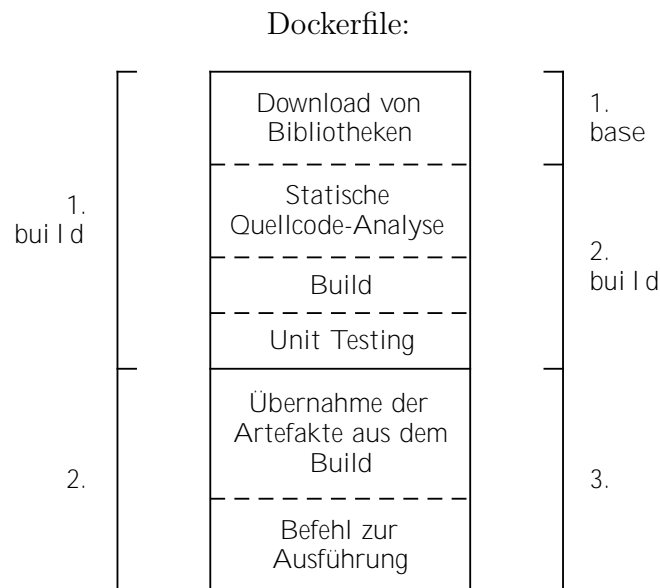 Dockerfile:
Download von
Bibliotheken
1.
base
Statische
Quellcode-Analyse
1.
build
2.
build
Build
Unit Testing
Übernahme der
Artefakte aus dem
Build
2.
3.
Befehl zur
Ausführung